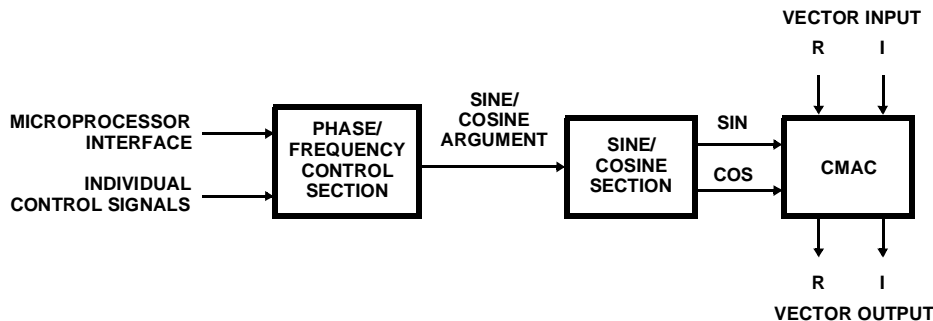 VECTOR INPUT
R I
MICROPROCESSOR
INTERFACE
INDIVIDUAL
CONTROL SIGNALS
PHASE/
FREQUENCY
CONTROL
SECTION
SINE/
COSINE
ARGUMENT
SINE/
COSINE
SECTION
SIN
COS
CMAC
R I
VECTOR OUTPUT